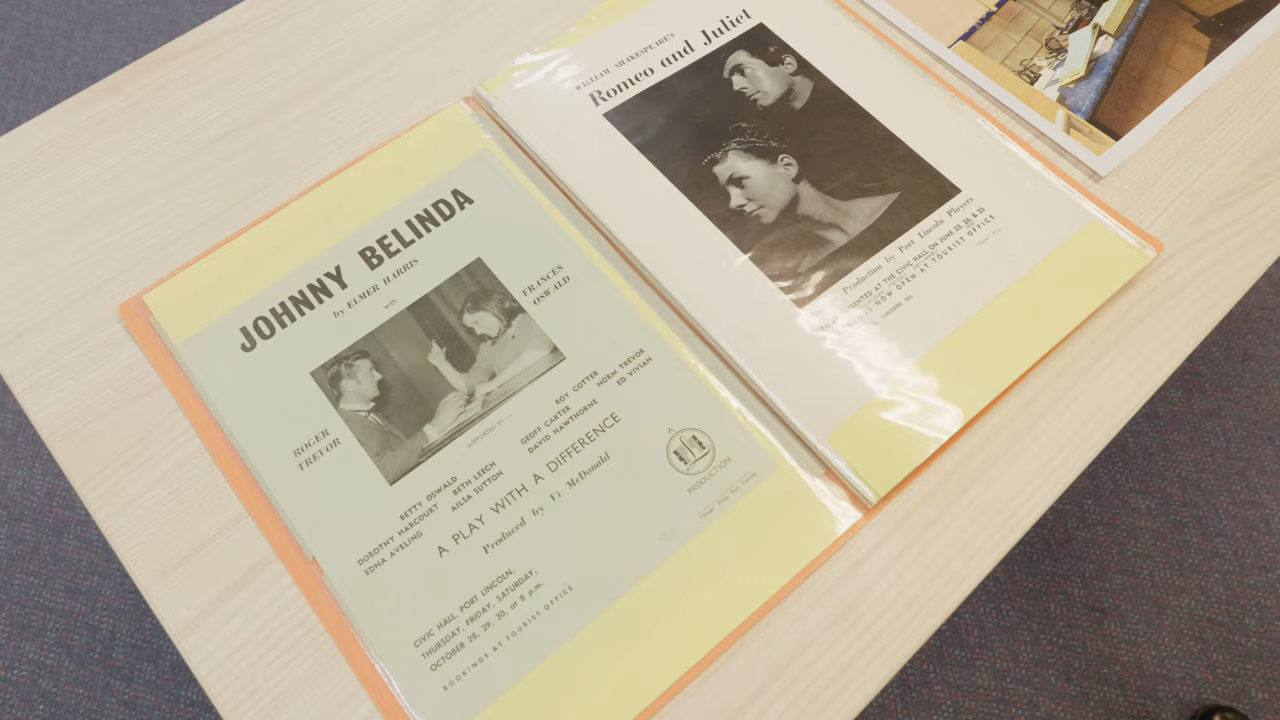 JOHNNY BELINDA
by ELMER HARRIS
with
FRANCES
OSWALD
ROGER
TREVOR
SUPPORTED BY
BETTY OSWALD
DOROTHY HARCOURT BETH LEECH
EDNA AVELING AILSA SUTTON
ROY COTTER
GEOFF CARTER NORM TREVOR
DAVID HAWTHORNE ED VIVIAN
A PLAY WITH A DIFFERENCE
Produced by Vi McDonald
A
PRODUCTION
CIVIC HALL, PORT LINCOLN,
THURSDAY, FRIDAY, SATURDAY,
OCTOBER 28, 29, 30, at 8 p.m.
BOOKINGS AT TOURIST OFFICE
WILLIAM SHAKESPEARE'S
Romeo and Juliet
Production by Port Lincoln Players
AT THE CIVIC HALL ON JUNE 23, 24, & 25
NOW OPEN AT TOURIST OFFICE
CHILDREN